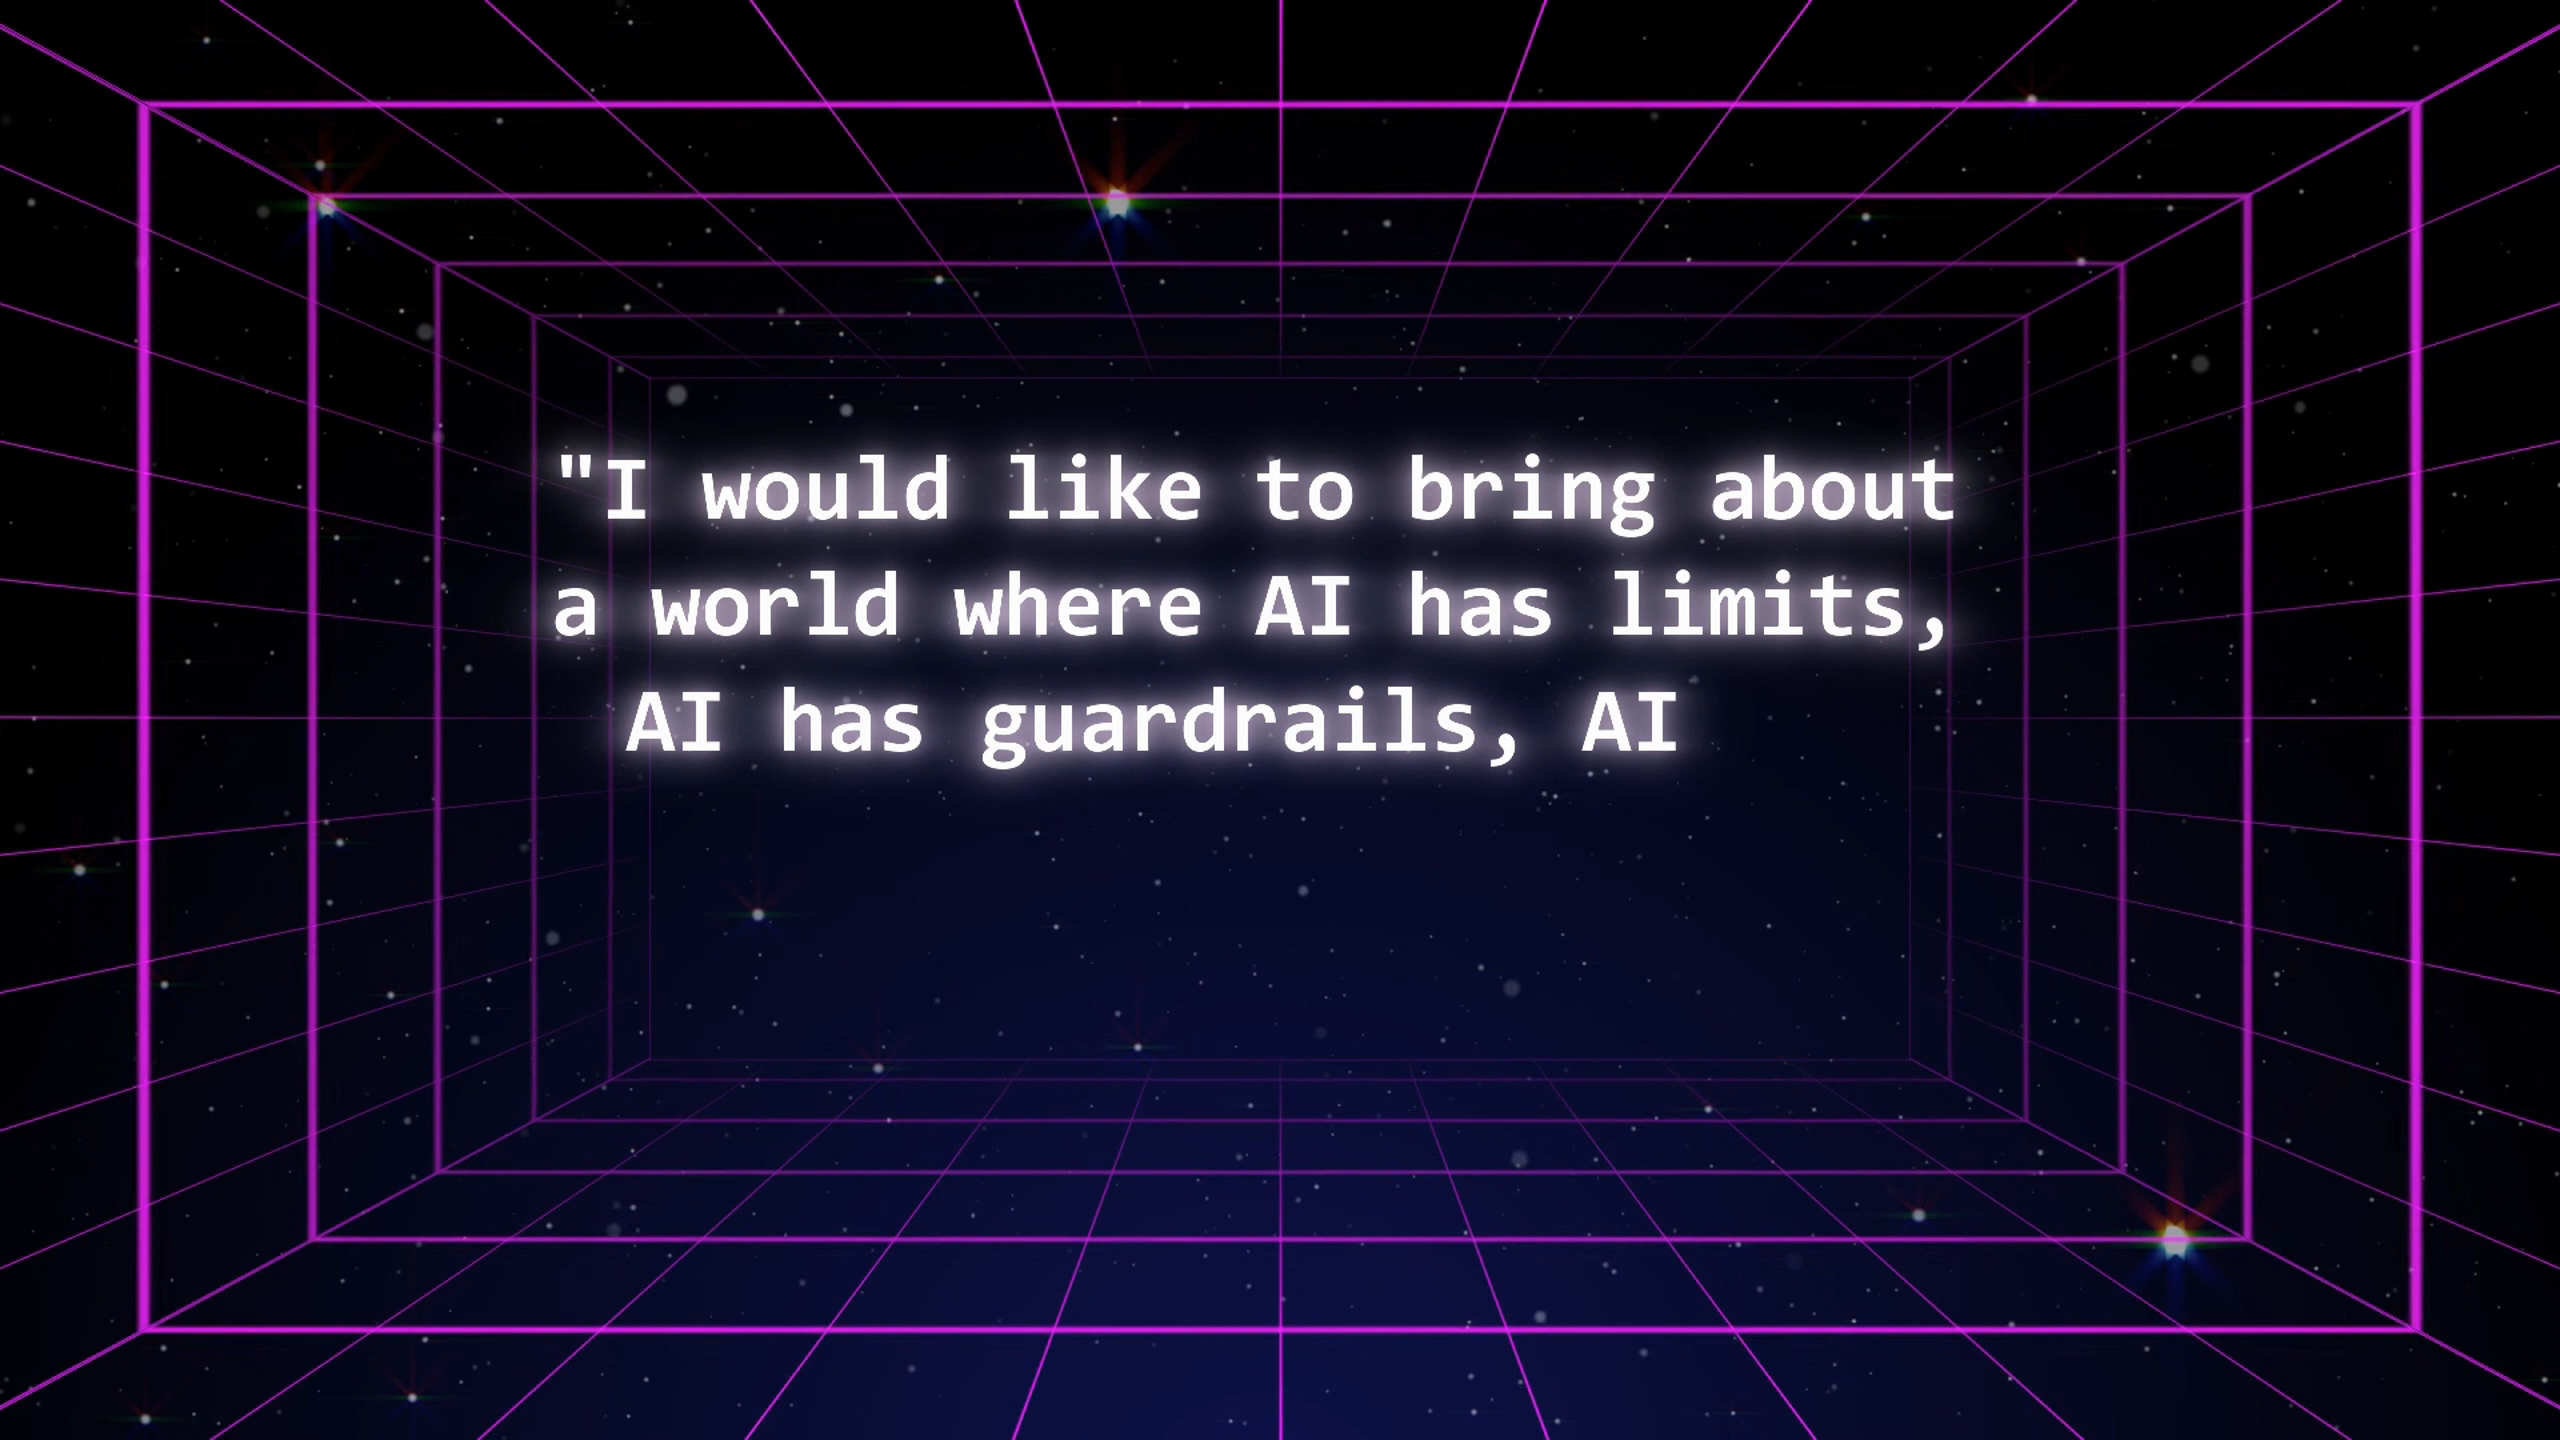 "I would like to bring about
a world where AI has limits,
AI has guardrails, AI